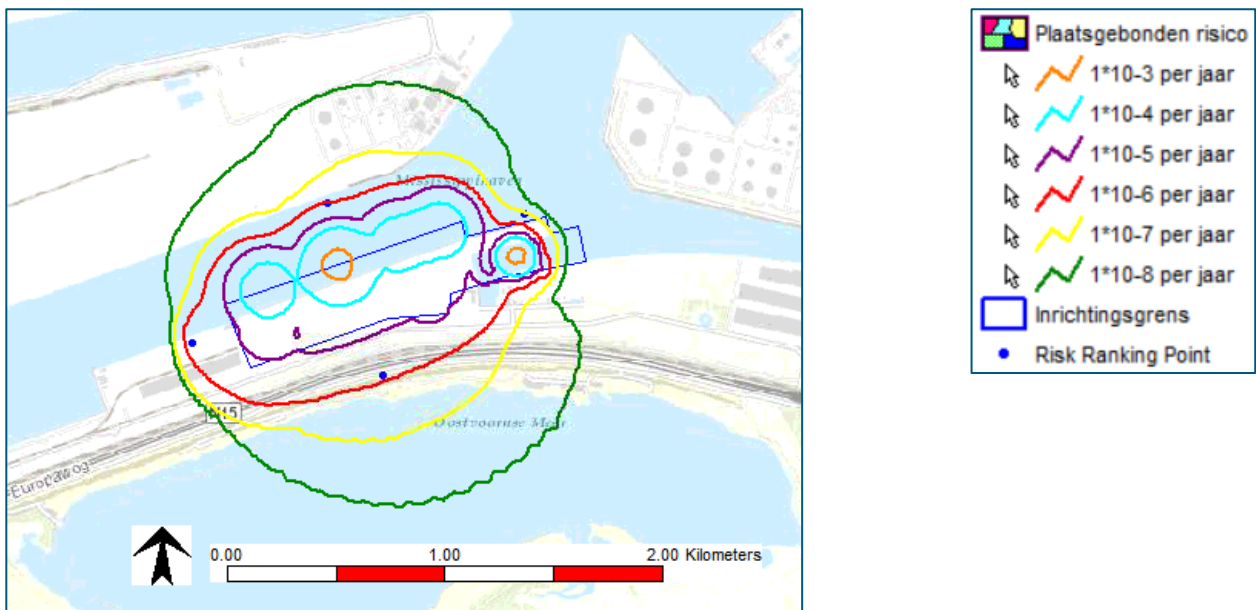 Mississippihaven
N15
Oostvoornse Meer
Europaweg
0.00 1.00 2.00 Kilometers
Plaatsgebonden risico
1*10-3 per jaar
1*10-4 per jaar
1*10-5 per jaar
1*10-6 per jaar
1*10-7 per jaar
1*10-8 per jaar
Inrichtingsgrens
Risk Ranking Point